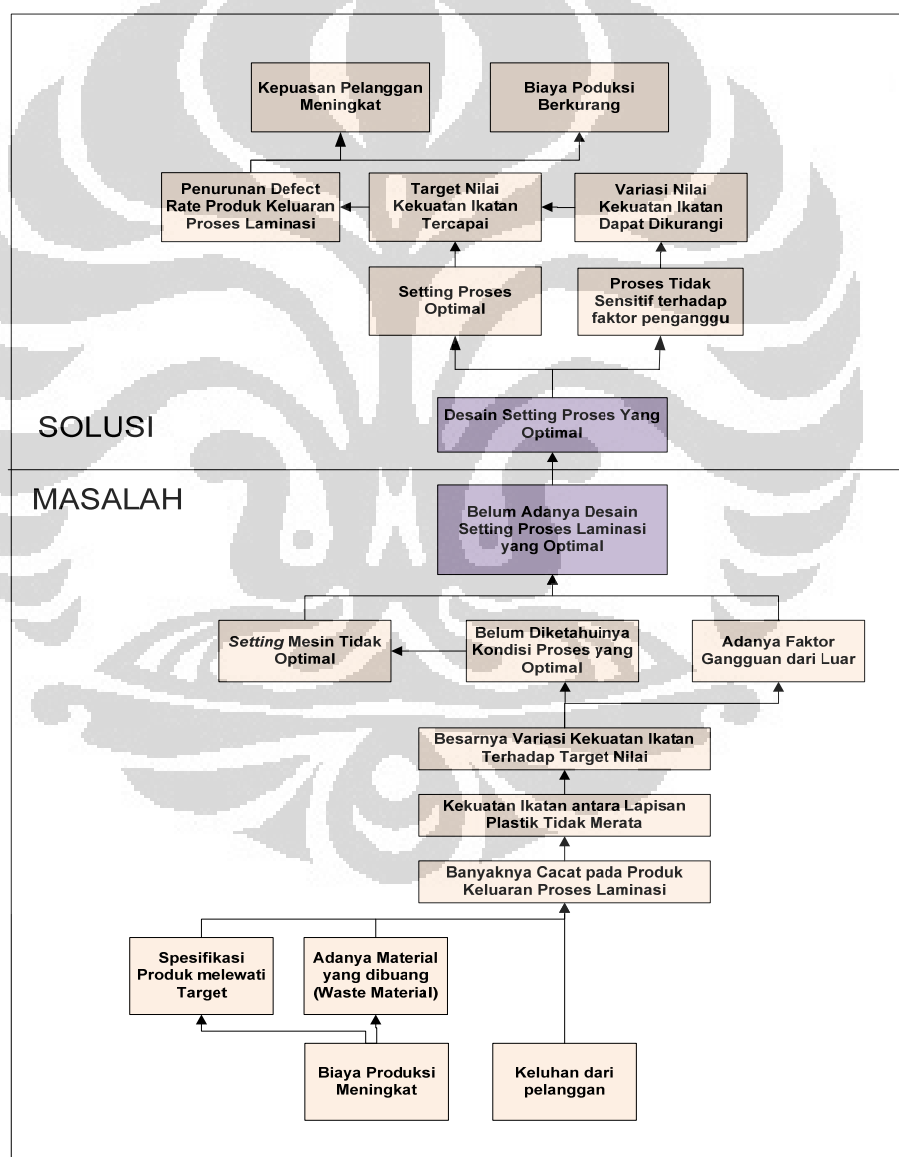 Kepuasan Pelanggan
Meningkat
Biaya Poduksi
Berkurang
Penurunan Defect
Rate Produk Keluaran
Proses Laminasi
Target Nilai
Kekuatan Ikatan
Tercapai
Variasi Nilai
Kekuatan Ikatan
Dapat Dikurangi
Setting Proses
Optimal
Proses Tidak
Sensitif terhadap
faktor penganggu
Desain Setting Proses Yang
Optimal
SOLUSI
MASALAH
Belum Adanya Desain
Setting Proses Laminasi
yang Optimal
Setting Mesin Tidak
Optimal
Belum Diketahuinya
Kondisi Proses yang
Optimal
Adanya Faktor
Gangguan dari Luar
Besarnya Variasi Kekuatan Ikatan
Terhadap Target Nilai
Kekuatan Ikatan antara Lapisan
Plastik Tidak Merata
Banyaknya Cacat pada Produk
Keluaran Proses Laminasi
Spesifikasi
Produk melewati
Target
Adanya Material
yang dibuang
(Waste Material)
Biaya Produksi
Meningkat
Keluhan dari
pelanggan